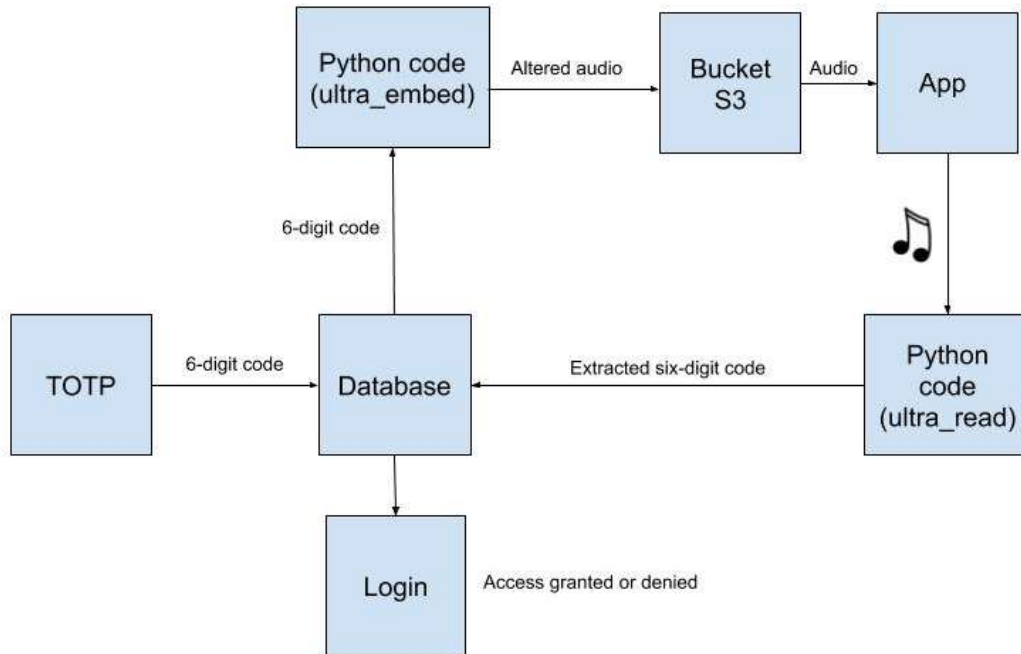 Python code
(ultra_embed)
Altered audio
Bucket
S3
Audio
App
6-digit code
TOTP
6-digit code
Database
Extracted six-digit code
Python
code
(ultra_read)
Login
Access granted or denied